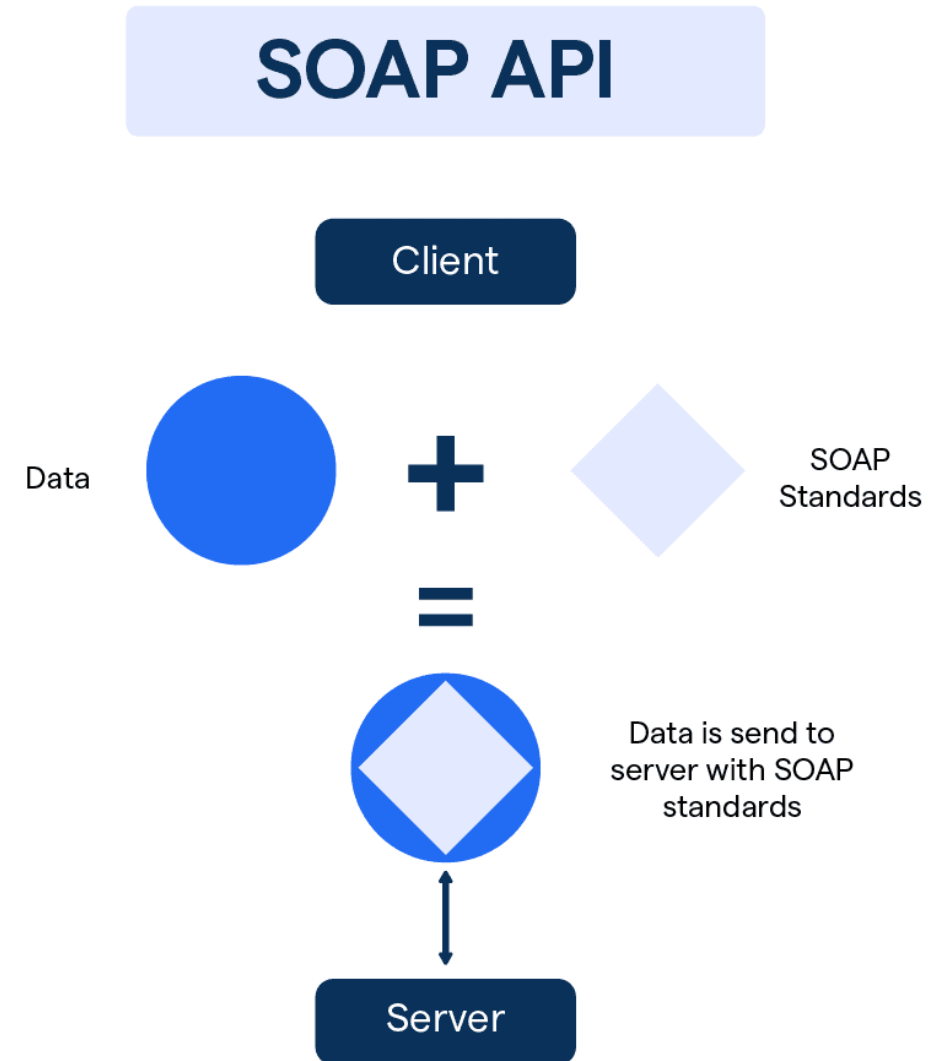 SOAP API
Client
Data
SOAP
Standards
Data is send to
server with SOAP
standards
Server